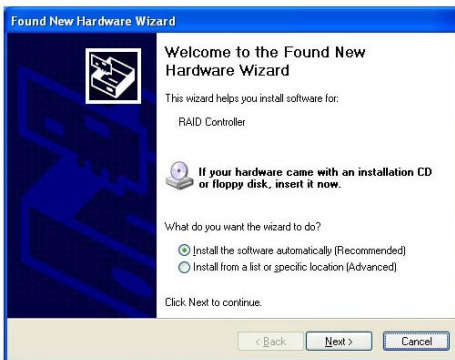 Found New Hardware Wizard
Welcome to the Found New
Hardware Wizard
This wizard helps you install software for:
RAID Controller
If your hardware came with an installation CD
or floppy disk, insert it now.
What do you want the wizard to do?
Install the software automatically (Recommended)
Install from a list or specific location (Advanced)
Click Next to continue.
< Back Next > Cancel